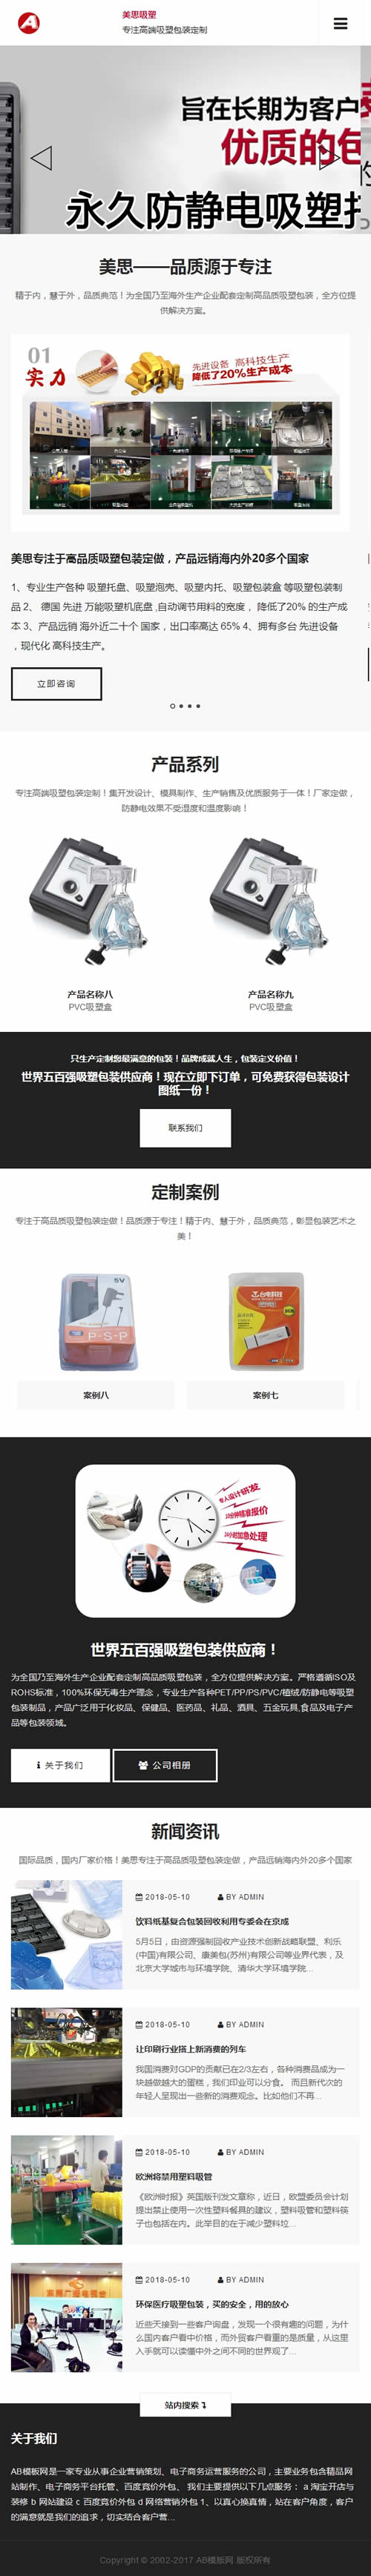 美思吸塑
专注高端吸塑包装定制
旨在长期为客户
优质的包
永久防静电吸塑托
美思——品质源于专注
精于内，慧于外，品质典范！为全国乃至海外生产企业配套定制高品质吸塑包装，全方位提
供解决方案。
01
实力
先进设备 高科技生产
降低了20%生产成本
美思专注于高品质吸塑包装定做，产品远销海内外20多个国家
1、专业生产各种 吸塑托盘、吸塑泡壳、吸塑内托、吸塑包装盒 等吸塑包装制
品 2、 德国 先进 万能吸塑机底盘 ,自动调节用料的宽度， 降低了20% 的生产成
本 3、产品远销 海外近二十个 国家，出口率高达 65% 4、拥有多台 先进设备
，现代化 高科技生产。
立即咨询
产品系列
专注高端吸塑包装定制！集开发设计、模具制作、生产销售及优质服务于一体！厂家定做，
防静电效果不受湿度和温度影响！
产品名称八
PVC吸塑盒
产品名称九
PVC吸塑盒
只生产定制您最满意的包装！品牌成就人生，包装定义价值！
世界五百强吸塑包装供应商！现在立即下订单，可免费获得包装设计
图纸一份！
联系我们
定制案例
专注于高品质吸塑包装定做！品质源于专注！精于内、慧于外，品质典范，彰显包装艺术之
美！
5V
P-S-P
台电科技
案例八
案例七
专人设计研发
10分钟精准报价
24小时加急处理
世界五百强吸塑包装供应商！
为全国乃至海外生产企业配套定制高品质吸塑包装，全方位提供解决方案。严格遵循ISO及
ROHS标准，100%环保无毒生产理念，专业生产各种PET/PP/PS/PVC/植绒/防静电等吸塑
包装制品，产品广泛用于化妆品、保健品、医药品、礼品、酒具、五金玩具,食品及电子产
品等包装领域。
关于我们
公司相册
新闻资讯
国际品质，国内厂家价格！美思专注于高品质吸塑包装定做，产品远销海内外20多个国家
2018-05-10 BY ADMIN
饮料纸基复合包装回收利用专委会在京成
5月5日，由资源强制回收产业技术创新战略联盟、利乐
(中国)有限公司、康美包(苏州)有限公司等业界代表，及
北京大学城市与环境学院、清华大学环境学院...
2018-05-10 BY ADMIN
让印刷行业搭上新消费的列车
我国消费对GDP的贡献已在2/3左右，各种消费品成为一
块越做越大的蛋糕，我们印业可以分食。 而且新代次的
年轻人呈现出一些新的消费观念。比如他们不再...
2018-05-10 BY ADMIN
欧洲将禁用塑料吸管
《欧洲时报》英国版刊发文章称，近日，欧盟委员会计划
提出禁止使用一次性塑料餐具的建议，塑料吸管和塑料筷
子也包括在内。此举目的在于减少塑料垃...
2018-05-10 BY ADMIN
环保医疗吸塑包装，买的安全，用的放心
近些天接到一些客户询盘，发现一个很有趣的问题，为什
么国内客户看中价格，而外贸客户看重的是质量，从这里
入手就可以读懂中外之间不同的世界观了...
站内搜索
关于我们
AB模板网是一家专业从事企业营销策划、电子商务运营服务的公司，主要业务包含精品网
站制作、电子商务平台托管、百度竞价外包、 我们主要提供以下几点服务： a 淘宝开店与
装修 b 网站建设 c 百度竞价外包 d 网络营销外包 1、以真心换真情，站在客户角度，客户
的满意就是我们的追求，切实结合客户营...
Copyright © 2002-2017 AB模板网 版权所有